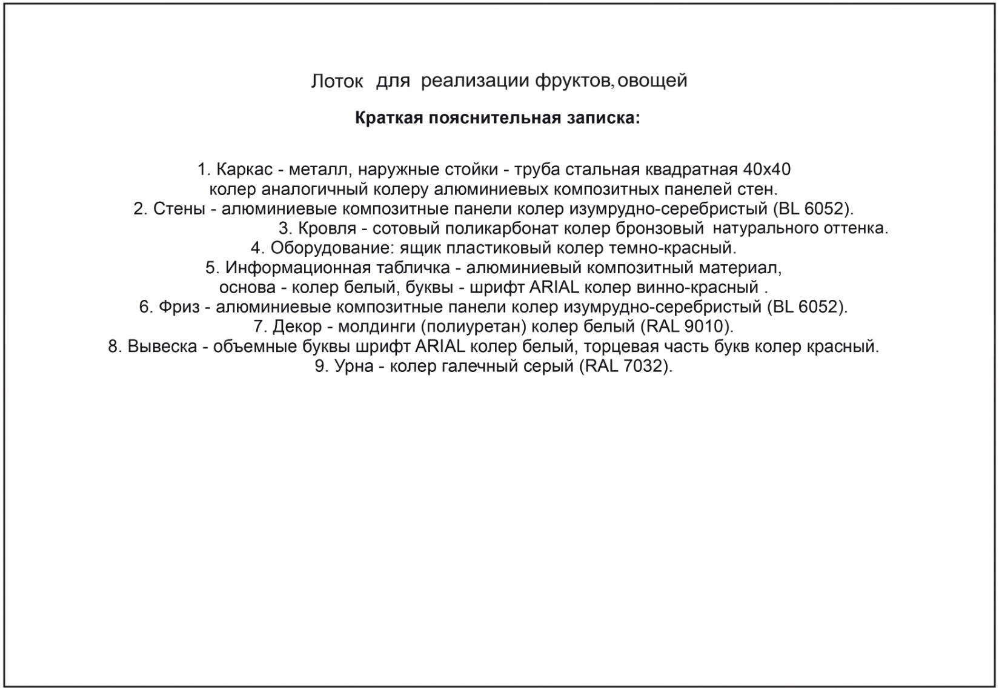 Лоток для реализации фруктов, овощей
Краткая пояснительная записка:
1. Каркас - металл, наружные стойки - труба стальная квадратная 40х40
колер аналогичный колеру алюминиевых композитных панелей стен.
2. Стены - алюминиевые композитные панели колер изумрудно-серебристый (BL 6052).
3. Кровля - сотовый поликарбонат колер бронзовый натурального оттенка.
4. Оборудование: ящик пластиковый колер темно-красный.
5. Информационная табличка - алюминиевый композитный материал,
основа - колер белый, буквы - шрифт ARIAL колер винно-красный .
6. Фриз - алюминиевые композитные панели колер изумрудно-серебристый (BL 6052).
7. Декор - молдинги (полиуретан) колер белый (RAL 9010).
8. Вывеска - объемные буквы шрифт ARIAL колер белый, торцевая часть букв колер красный.
9. Урна - колер галечный серый (RAL 7032).